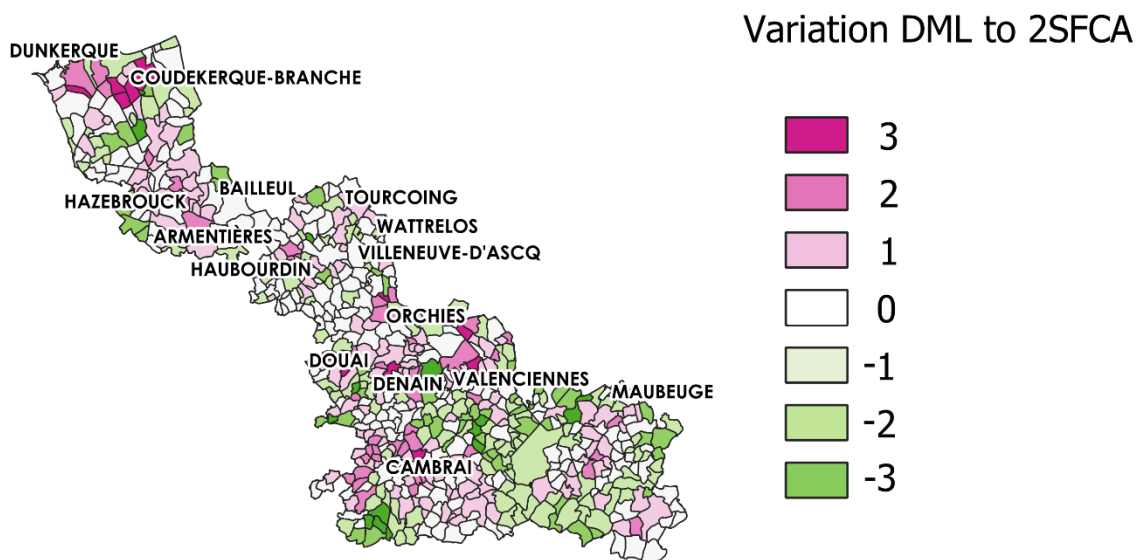 Variation DML to 2SFCA
DUNKERQUE
COUDEKERQUE-BRANCHE
HAZEBROUCK
BAILLEUL
TOURCOING
WATTRELOS
ARMENTIÈRES
VILLENEUVE-D'ASCQ
HAUBOURDIN
ORCHIES
DOUAI
DENAIN
VALENCIENNES
MAUBEUGE
CAMBRAI
3
2
1
0
-1
-2
-3